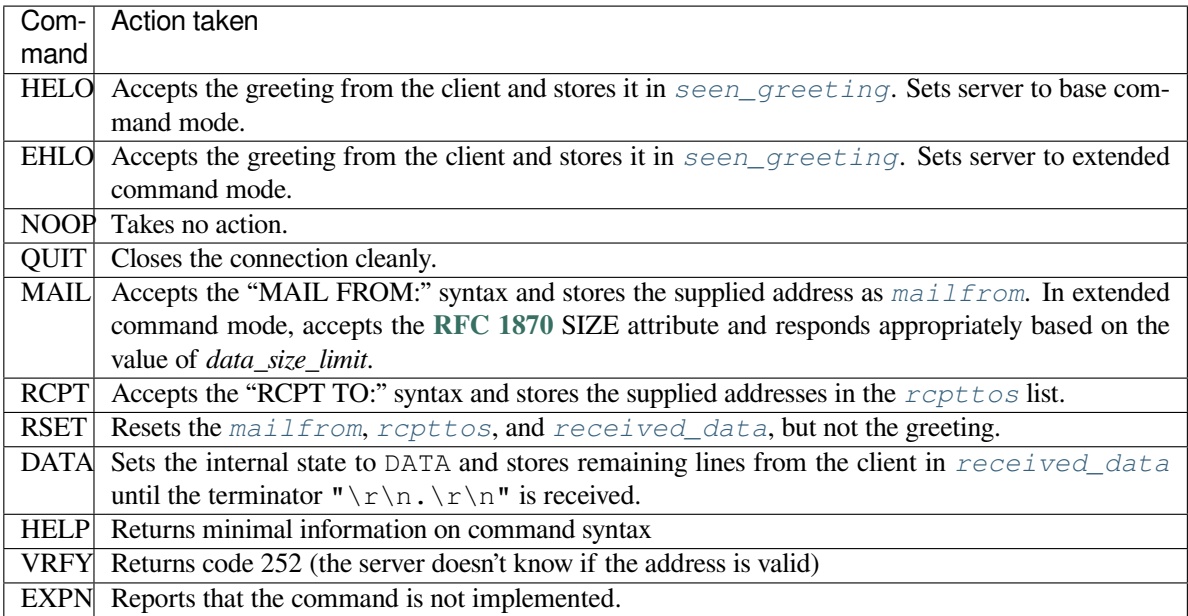 Com- Action taken
mand
HELO Accepts the greeting from the client and stores it in seen_greeting. Sets server to base com-
mand mode.
EHLO Accepts the greeting from the client and stores it in seen_greeting. Sets server to extended
command mode.
NOOP Takes no action.
QUIT Closes the connection cleanly.
MAIL Accepts the “MAIL FROM:” syntax and stores the supplied address as mailfrom. In extended
command mode, accepts the RFC 1870 SIZE attribute and responds appropriately based on the
value of data_size_limit.
RCPT Accepts the “RCPT TO:” syntax and stores the supplied addresses in the rcpttos list.
RSET Resets the mailfrom, rcpttos, and received_data, but not the greeting.
DATA Sets the internal state to DATA and stores remaining lines from the client in received_data
until the terminator "\r\n.\r\n" is received.
HELP Returns minimal information on command syntax
VRFY Returns code 252 (the server doesn’t know if the address is valid)
EXPN Reports that the command is not implemented.